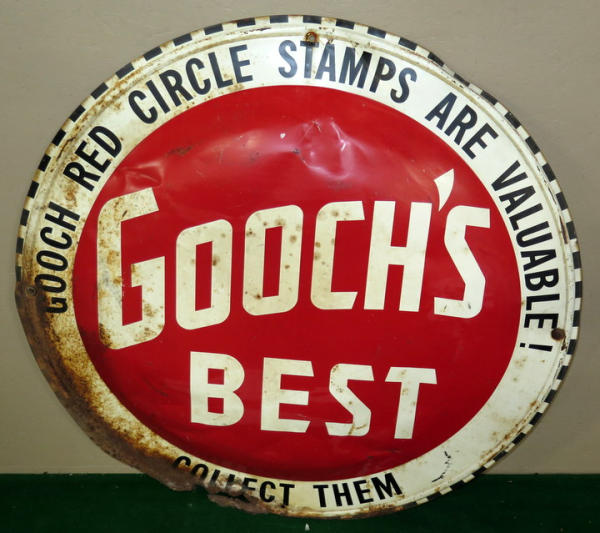 GOOCH RED CIRCLE STAMPS ARE VALUABLE!
GOOCH'S
BEST
COLLECT THEM